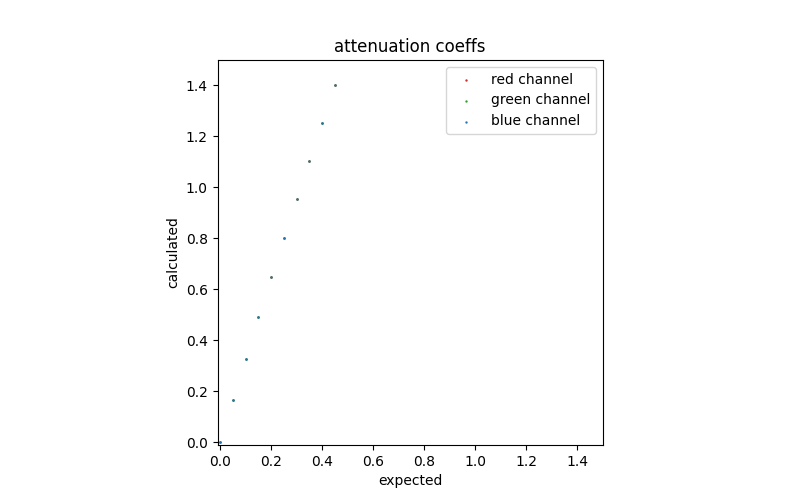 attenuation coeffs
red channel
green channel
blue channel
1.4
1.2
1.0
0.8
0.6
0.4
0.2
0.0
calculated
0.0 0.2 0.4 0.6 0.8 1.0 1.2 1.4
expected